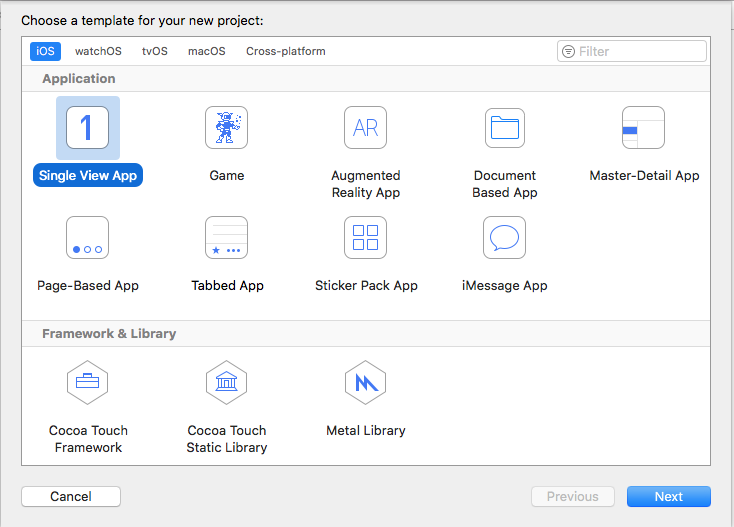 Choose a template for your new project:
iOS watchOS tvOS macOS Cross-platform Filter
Application
1 AR
Single View App Game Augmented Reality App Document Based App Master-Detail App
Page-Based App Tabbed App Sticker Pack App iMessage App
Framework & Library
Cocoa Touch Framework Cocoa Touch Static Library Metal Library
Cancel Previous Next